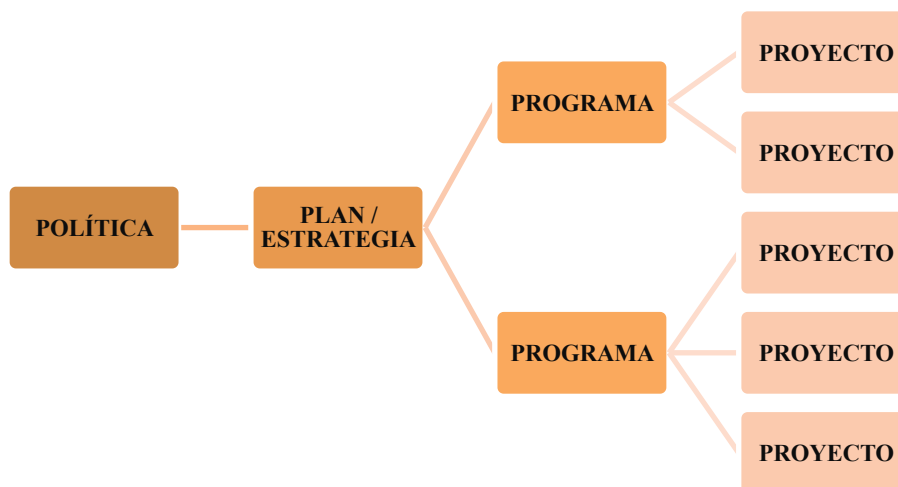 POLÍTICA
PLAN /
ESTRATEGIA
PROGRAMA
PROYECTO
PROYECTO
PROGRAMA
PROYECTO
PROYECTO
PROYECTO